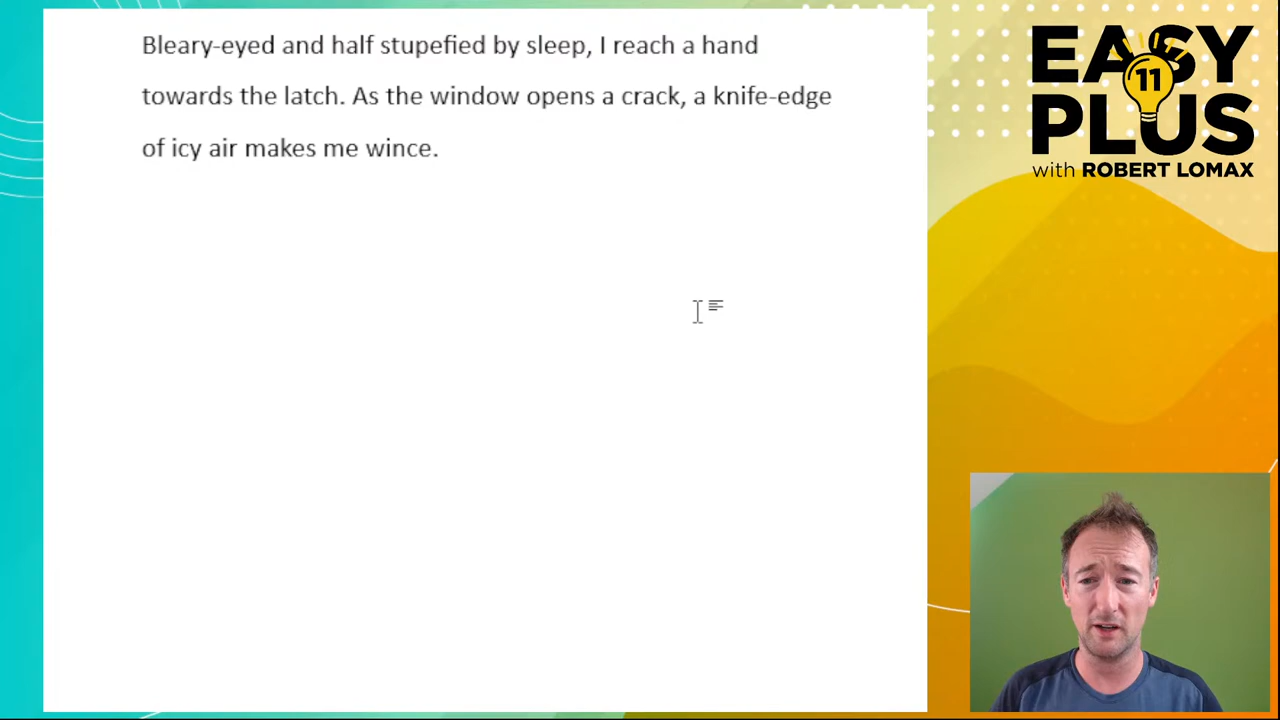 Bleary-eyed and half stupefied by sleep, I reach a hand
towards the latch. As the window opens a crack, a knife-edge
of icy air makes me wince.
EASY
11
PLUS
with ROBERT LOMAX